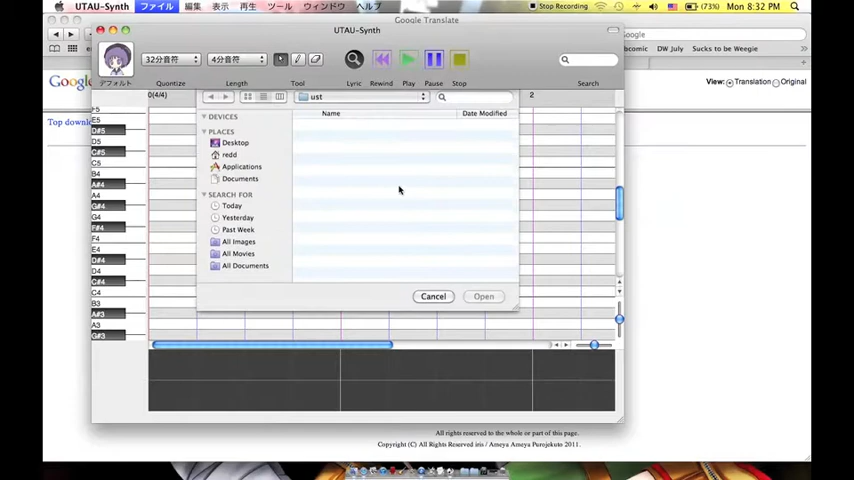 ファイル 編集 表示 再生 ツール ウィンドウ ヘルプ Stop Recording (73%) Mon 8:32 PM
Google Translate
UTAU-Synth
32分音符 4分音符
デフォルト Quantize Length Tool Lyric Rewind Play Pause Stop Search
DW July Sucks to be Weegie
Google
View: Translation Original
Top downl
0(4/4) 2
ust
Name Date Modified
DEVICES
PLACES
Desktop
redd
Applications
Documents
SEARCH FOR
Today
Yesterday
Past Week
All Images
All Movies
All Documents
Cancel Open
F5
E5
D#5
D5
C#5
C5
B4
A#4
A4
G#4
G4
F#4
F4
E4
D#4
D4
C#4
C4
B3
A#3
A3
G#3
All rights reserved to the whole or part of this page.
Copyright (C) All Rights Reserved iris / Ameya Ameya Purojekuto 2011.